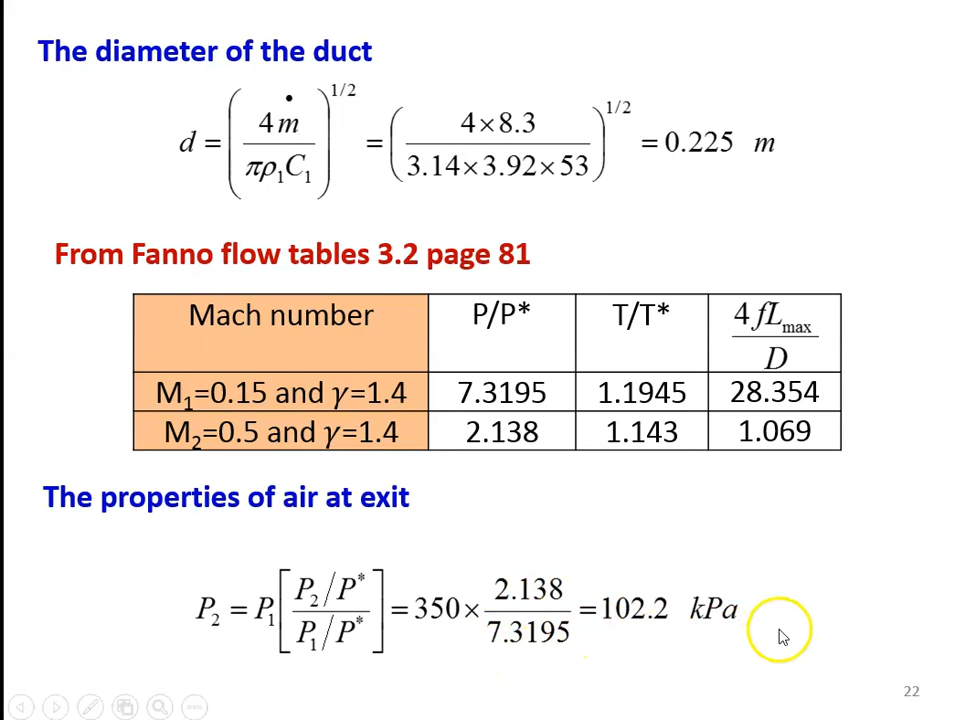 The diameter of the duct
d = (4ṁ / πρ₁C₁)^1/2 = (4×8.3 / 3.14×3.92×53)^1/2 = 0.225 m
From Fanno flow tables 3.2 page 81
Mach number P/P* T/T* 4fLmax/D
M₁=0.15 and γ=1.4 7.3195 1.1945 28.354
M₂=0.5 and γ=1.4 2.138 1.143 1.069
The properties of air at exit
P₂ = P₁[P₂/P* / P₁/P*] = 350 × 2.138/7.3195 = 102.2 kPa
22